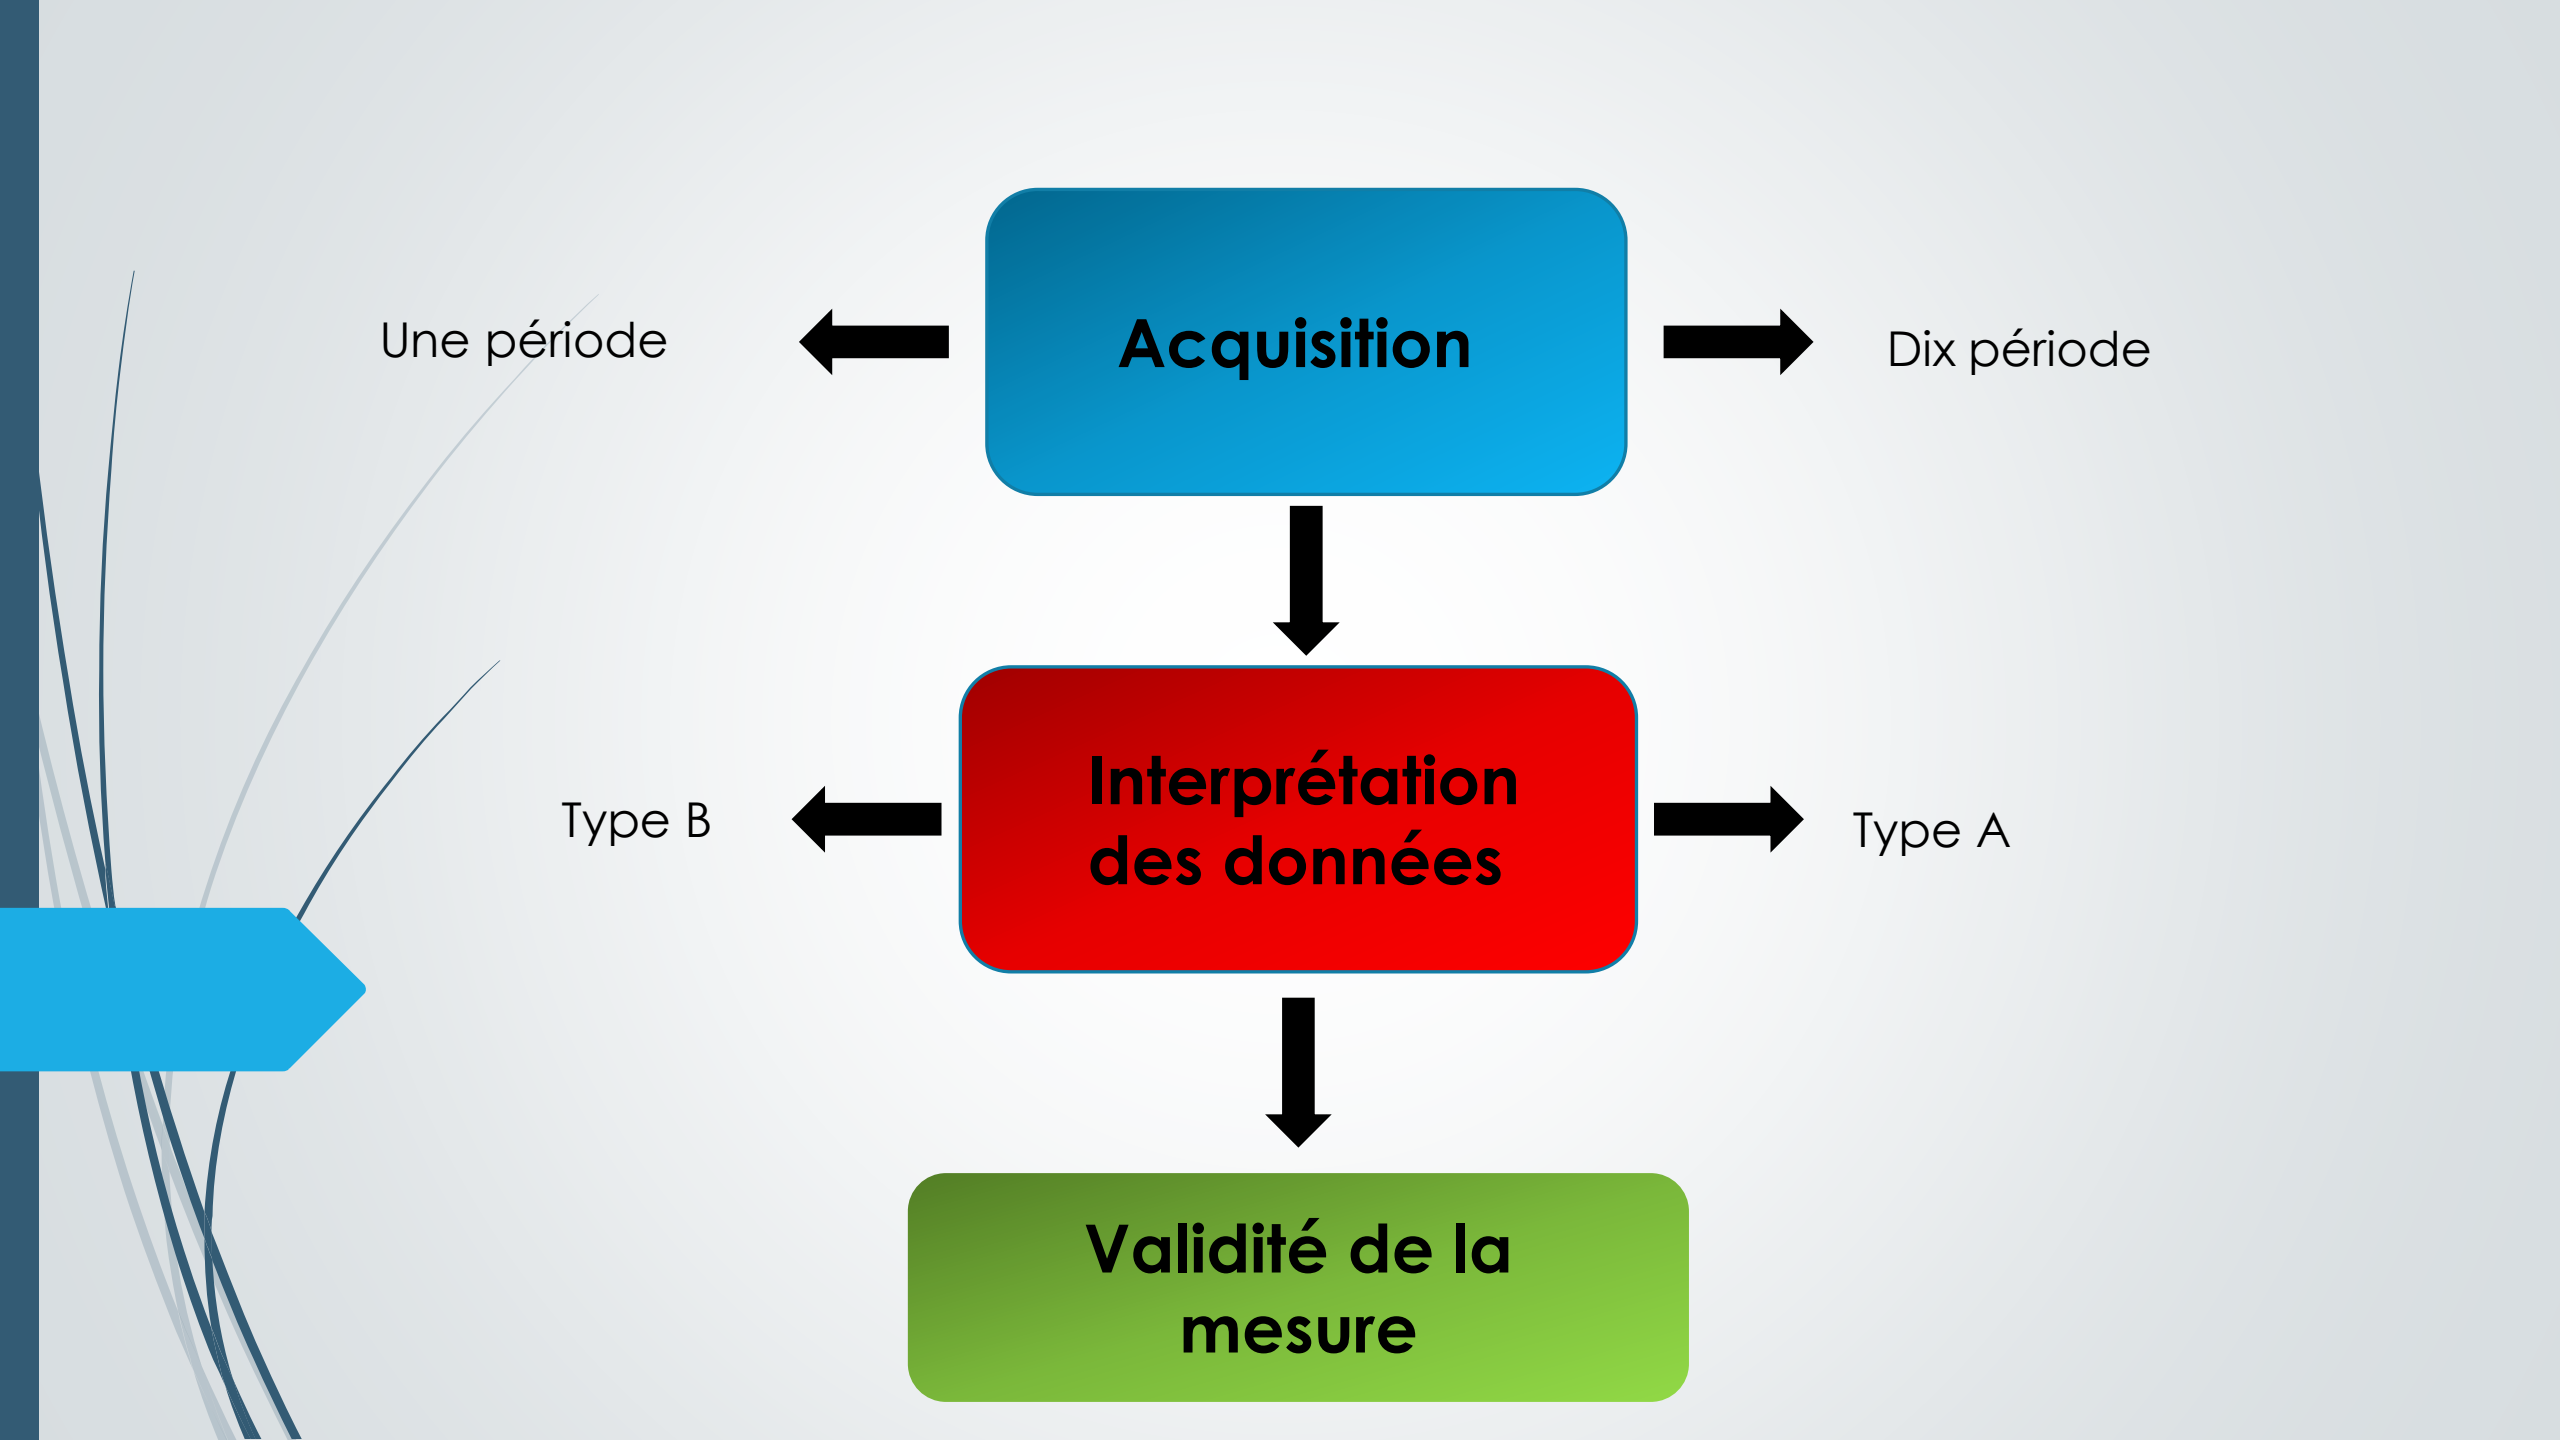 Une période
Acquisition
Dix période
Type B
Interprétation
des données
Type A
Validité de la
mesure